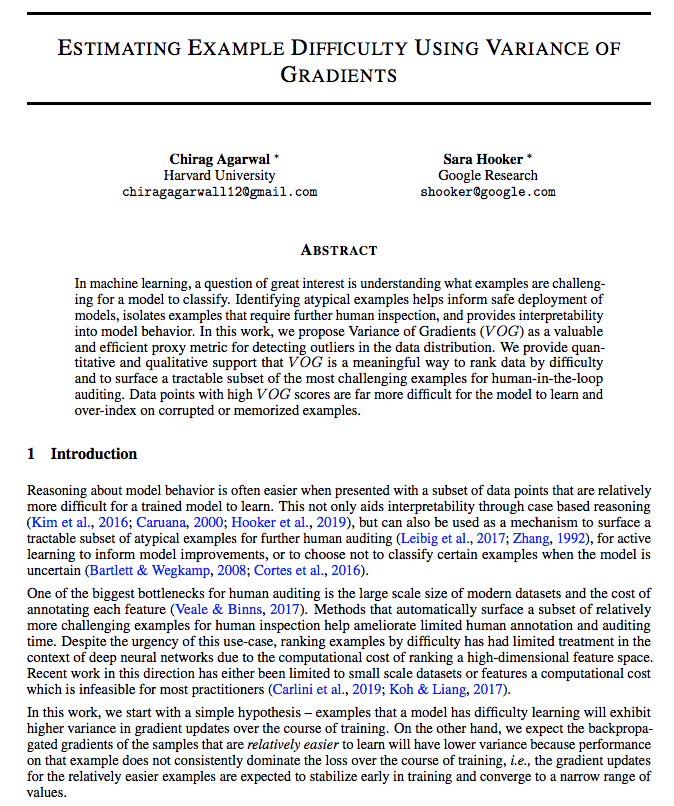 ESTIMATING EXAMPLE DIFFICULTY USING VARIANCE OF
GRADIENTS
Chirag Agarwal * Sara Hooker *
Harvard University Google Research
chiragagarwall12@gmail.com shooker@google.com
ABSTRACT
In machine learning, a question of great interest is understanding what examples are challeng-
ing for a model to classify. Identifying atypical examples helps inform safe deployment of
models, isolates examples that require further human inspection, and provides interpretability
into model behavior. In this work, we propose Variance of Gradients (VOG) as a valuable
and efficient proxy metric for detecting outliers in the data distribution. We provide quan-
titative and qualitative support that VOG is a meaningful way to rank data by difficulty
and to surface a tractable subset of the most challenging examples for human-in-the-loop
auditing. Data points with high VOG scores are far more difficult for the model to learn and
over-index on corrupted or memorized examples.
1 Introduction
Reasoning about model behavior is often easier when presented with a subset of data points that are relatively
more difficult for a trained model to learn. This not only aids interpretability through case based reasoning
(Kim et al., 2016; Caruana, 2000; Hooker et al., 2019), but can also be used as a mechanism to surface a
tractable subset of atypical examples for further human auditing (Leibig et al., 2017; Zhang, 1992), for active
learning to inform model improvements, or to choose not to classify certain examples when the model is
uncertain (Bartlett & Wegkamp, 2008; Cortes et al., 2016).
One of the biggest bottlenecks for human auditing is the large scale size of modern datasets and the cost of
annotating each feature (Veale & Binns, 2017). Methods that automatically surface a subset of relatively
more challenging examples for human inspection help ameliorate limited human annotation and auditing
time. Despite the urgency of this use-case, ranking examples by difficulty has had limited treatment in the
context of deep neural networks due to the computational cost of ranking a high-dimensional feature space.
Recent work in this direction has either been limited to small scale datasets or features a computational cost
which is infeasible for most practitioners (Carlini et al., 2019; Koh & Liang, 2017).
In this work, we start with a simple hypothesis – examples that a model has difficulty learning will exhibit
higher variance in gradient updates over the course of training. On the other hand, we expect the backpropa-
gated gradients of the samples that are relatively easier to learn will have lower variance because performance
on that example does not consistently dominate the loss over the course of training, i.e., the gradient updates
for the relatively easier examples are expected to stabilize early in training and converge to a narrow range of
values.